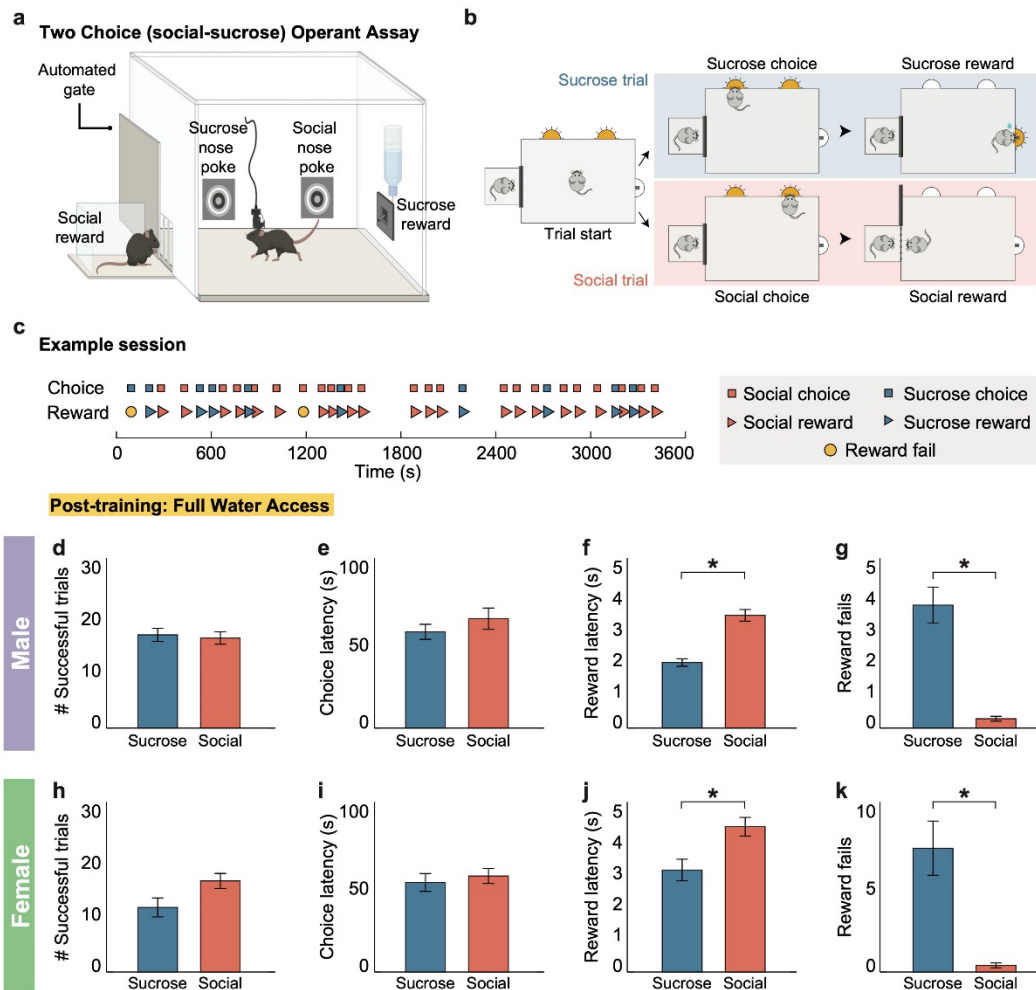 a
Two Choice (social-sucrose) Operant Assay
Automated
gate
Sucrose
nose
poke
Social
nose
poke
Social
reward
Sucrose
reward
b
Sucrose choice
Sucrose reward
Sucrose trial
Trial start
Social trial
Social choice
Social reward
c
Example session
Choice
Reward
0
600
1200
1800
2400
3000
3600
Time (s)
Social choice
Sucrose choice
Social reward
Sucrose reward
Reward fail
Post-training: Full Water Access
Male
d
# Successful trials
30
20
10
0
Sucrose
Social
e
Choice latency (s)
100
50
0
Sucrose
Social
f
Reward latency (s)
5
4
3
2
1
0
*
Sucrose
Social
g
Reward fails
5
4
3
2
1
0
*
Sucrose
Social
Female
h
# Successful trials
30
20
10
0
Sucrose
Social
i
Choice latency (s)
100
50
0
Sucrose
Social
j
Reward latency (s)
5
4
3
2
1
0
*
Sucrose
Social
k
Reward fails
10
5
0
*
Sucrose
Social